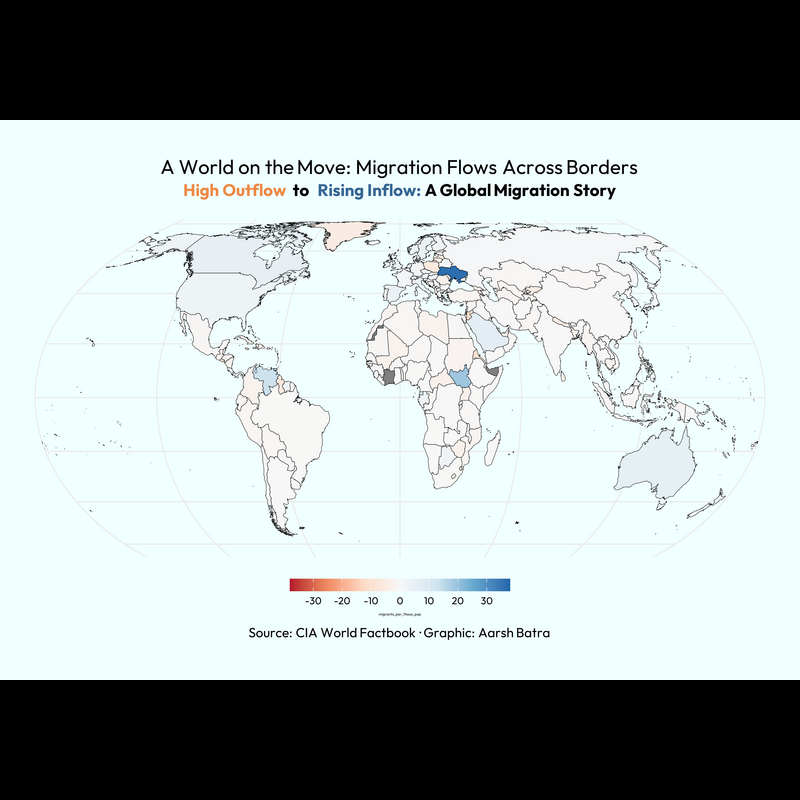 A World on the Move: Migration Flows Across Borders
High Outflow to Rising Inflow: A Global Migration Story
-30 -20 -10 0 10 20 30
migrants_per_thous_pop
Source: CIA World Factbook · Graphic: Aarsh Batra